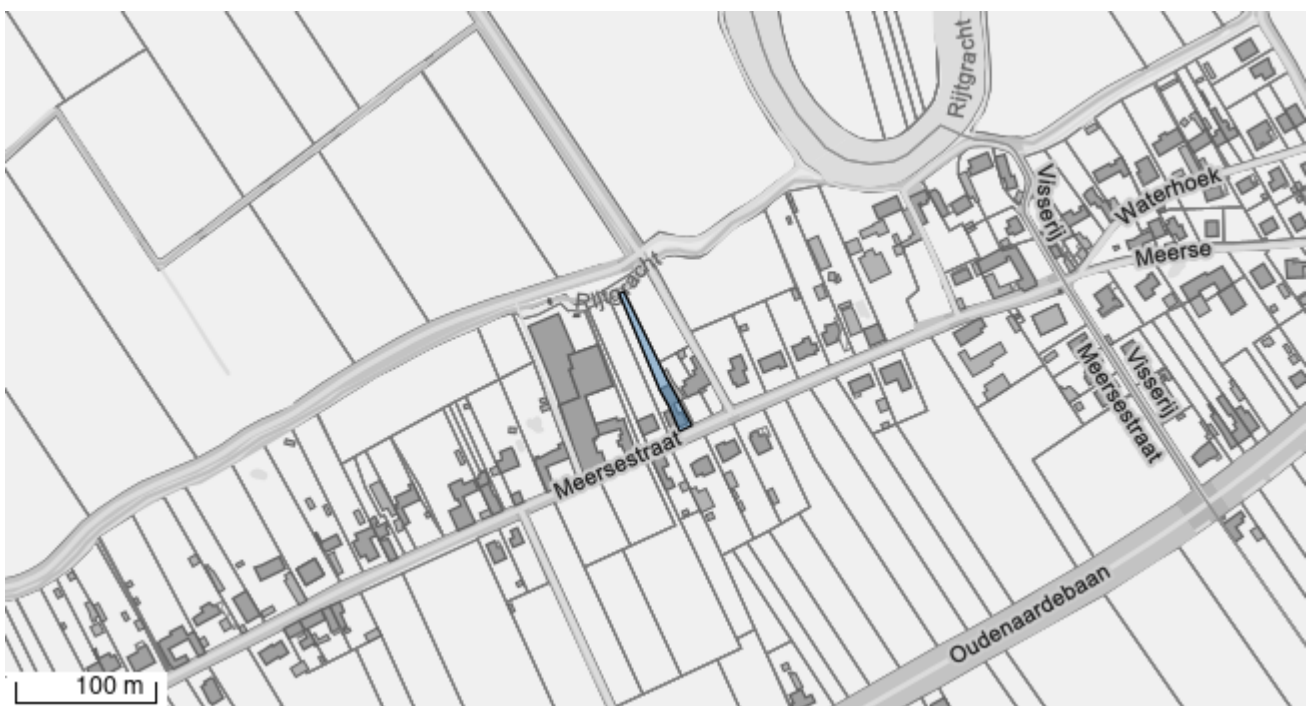 Rijtgracht
Visserij
Waterhoek
Meerse
Rijtgracht
Visserij
Meersestraat
Meersestraat
Oudenaardebaan
100 m